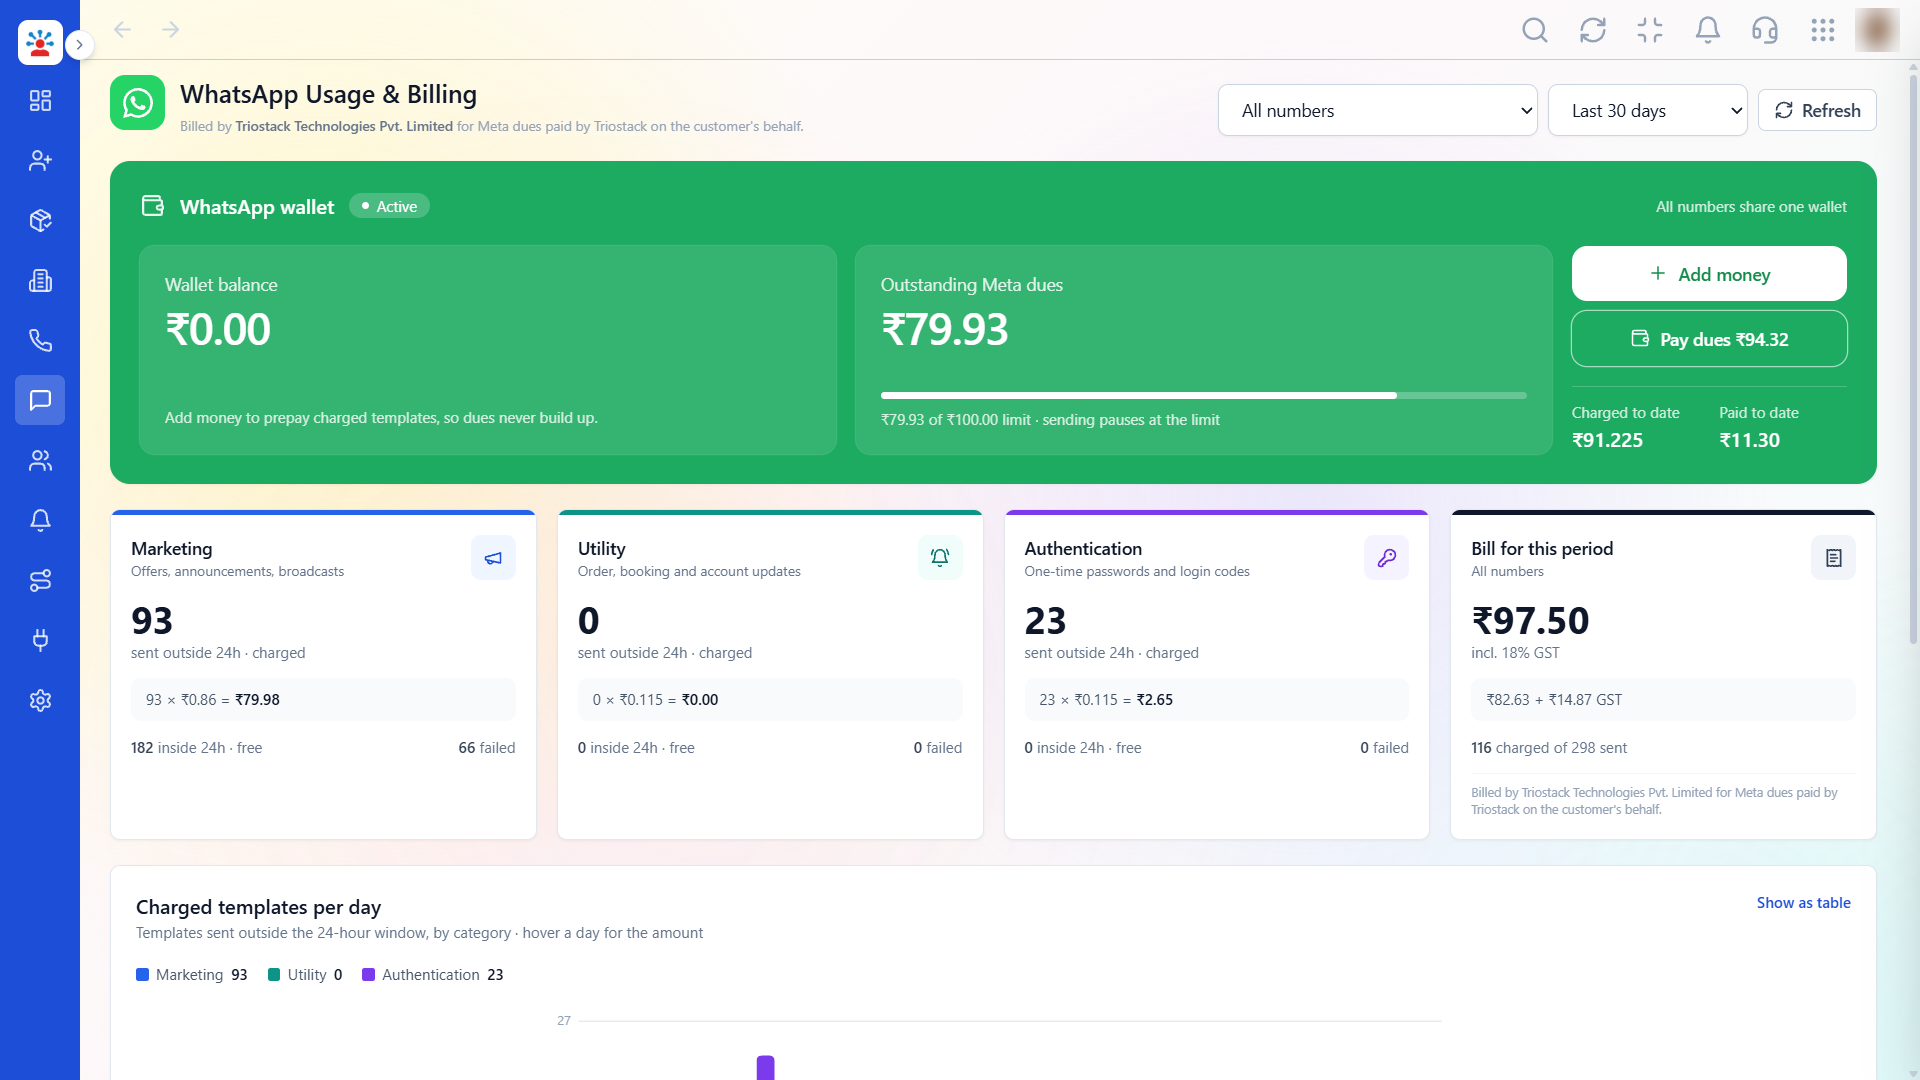 WhatsApp Usage & Billing
Billed by Triostack Technologies Pvt. Limited for Meta dues paid by Triostack on the customer's behalf.
All numbers
Last 30 days
Refresh
WhatsApp wallet
Active
All numbers share one wallet
Wallet balance
₹0.00
Add money to prepay charged templates, so dues never build up.
Outstanding Meta dues
₹79.93
₹79.93 of ₹100.00 limit · sending pauses at the limit
+ Add money
Pay dues ₹94.32
Charged to date
₹91.225
Paid to date
₹11.30
Marketing
Offers, announcements, broadcasts
93
sent outside 24h · charged
93 × ₹0.86 = ₹79.98
182 inside 24h · free
66 failed
Utility
Order, booking and account updates
0
sent outside 24h · charged
0 × ₹0.115 = ₹0.00
0 inside 24h · free
0 failed
Authentication
One-time passwords and login codes
23
sent outside 24h · charged
23 × ₹0.115 = ₹2.65
0 inside 24h · free
0 failed
Bill for this period
All numbers
₹97.50
incl. 18% GST
₹82.63 + ₹14.87 GST
116 charged of 298 sent
Billed by Triostack Technologies Pvt. Limited for Meta dues paid by
Triostack on the customer's behalf.
Charged templates per day
Show as table
Templates sent outside the 24-hour window, by category · hover a day for the amount
Marketing 93
Utility 0
Authentication 23
27